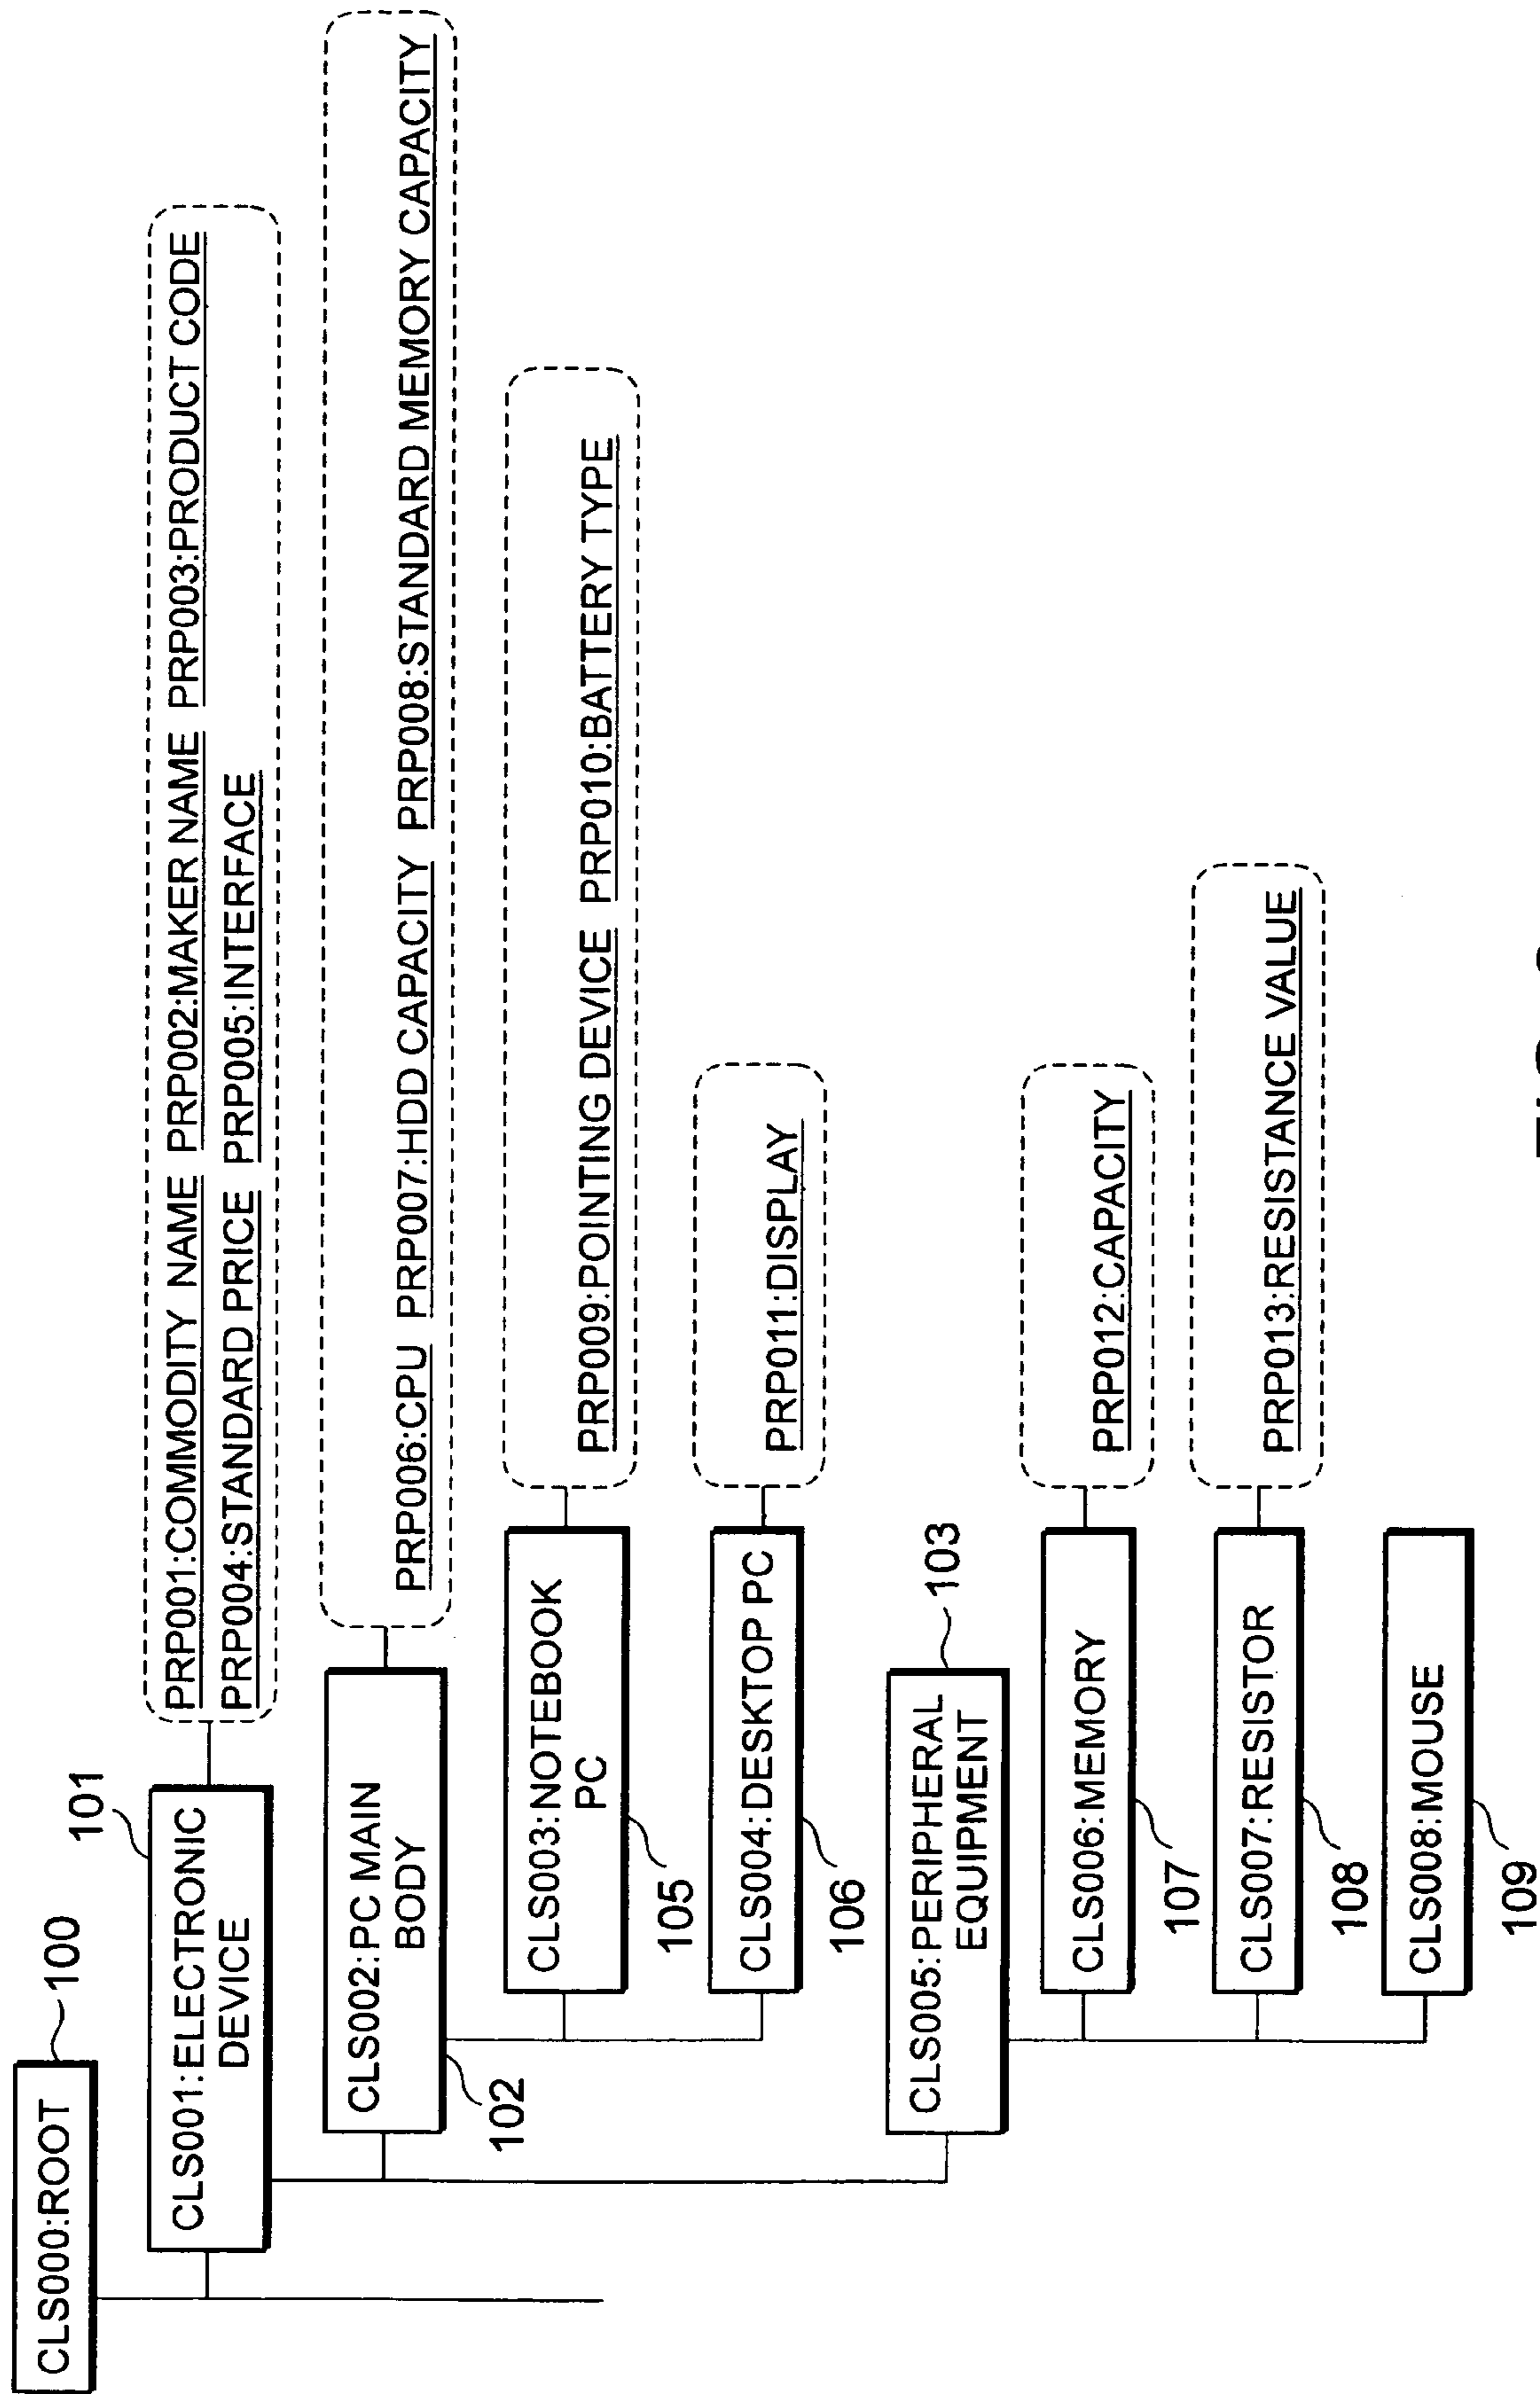 CLS000:ROOT
100
CLS001:ELECTRONIC
DEVICE
101
PRP001:COMMODITY NAME PRP002:MAKER NAME PRP003:PRODUCT CODE
PRP004:STANDARD PRICE PRP005:INTERFACE
CLS002:PC MAIN
BODY
102
PRP006:CPU PRP007:HDD CAPACITY PRP008:STANDARD MEMORY CAPACITY
CLS003:NOTEBOOK
PC
105
PRP009:POINTING DEVICE PRP010:BATTERY TYPE
CLS004:DESKTOP PC
106
PRP011:DISPLAY
CLS005:PERIPHERAL
EQUIPMENT
103
CLS006:MEMORY
107
PRP012:CAPACITY
CLS007:RESISTOR
108
PRP013:RESISTANCE VALUE
CLS008:MOUSE
109